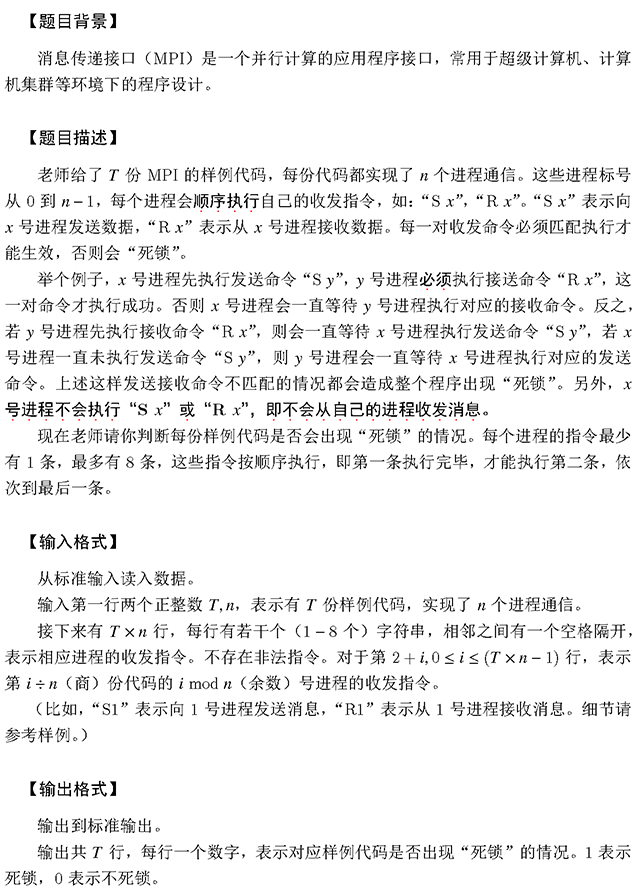 【题目背景】
消息传递接口（MPI）是一个并行计算的应用程序接口，常用于超级计算机、计算
机集群等环境下的程序设计。
【题目描述】
老师给了 T 份 MPI 的样例代码，每份代码都实现了 n 个进程通信。这些进程标号
从 0 到 n − 1，每个进程会顺序执行自己的收发指令，如：“S x”，“R x”。“S x” 表示向
x 号进程发送数据，“R x” 表示从 x 号进程接收数据。每一对收发命令必须匹配执行才
能生效，否则会“死锁”。
举个例子，x 号进程先执行发送命令 “S y”，y 号进程必须执行接送命令 “R x”，这
一对命令才执行成功。否则 x 号进程会一直等待 y 号进程执行对应的接收命令。反之，
若 y 号进程先执行接收命令 “R x”，则会一直等待 x 号进程执行发送命令 “S y”，若 x
号进程一直未执行发送命令 “S y”，则 y 号进程会一直等待 x 号进程执行对应的发送
命令。上述这样发送接收命令不匹配的情况都会造成整个程序出现 “死锁”。另外，x
号进程不会执行 “S x” 或 “R x”，即不会从自己的进程收发消息。
现在老师请你判断每份样例代码是否会出现 “死锁” 的情况。每个进程的指令最少
有 1 条，最多有 8 条，这些指令按顺序执行，即第一条执行完毕，才能执行第二条，依
次到最后一条。
【输入格式】
从标准输入读入数据。
输入第一行两个正整数 T, n，表示有 T 份样例代码，实现了 n 个进程通信。
接下来有 T × n 行，每行有若干个（1 − 8 个）字符串，相邻之间有一个空格隔开，
表示相应进程的收发指令。不存在非法指令。对于第 2 + i, 0 ≤ i ≤ (T × n − 1) 行，表示
第 i ÷ n（商）份代码的 i mod n（余数）号进程的收发指令。
（比如，“S1” 表示向 1 号进程发送消息，“R1” 表示从 1 号进程接收消息。细节请
参考样例。）
【输出格式】
输出到标准输出。
输出共 T 行，每行一个数字，表示对应样例代码是否出现 “死锁” 的情况。1 表示
死锁，0 表示不死锁。